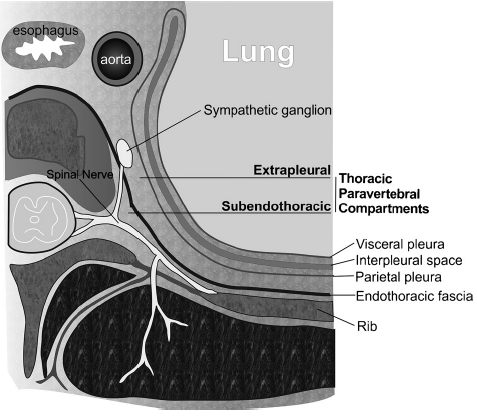 esophagus
aorta
Lung
Sympathetic ganglion
Spinal Nerve
Extrapleural
Subendothoracic
Thoracic
Paravertebral
Compartments
Visceral pleura
Interpleural space
Parietal pleura
Endothoracic fascia
Rib